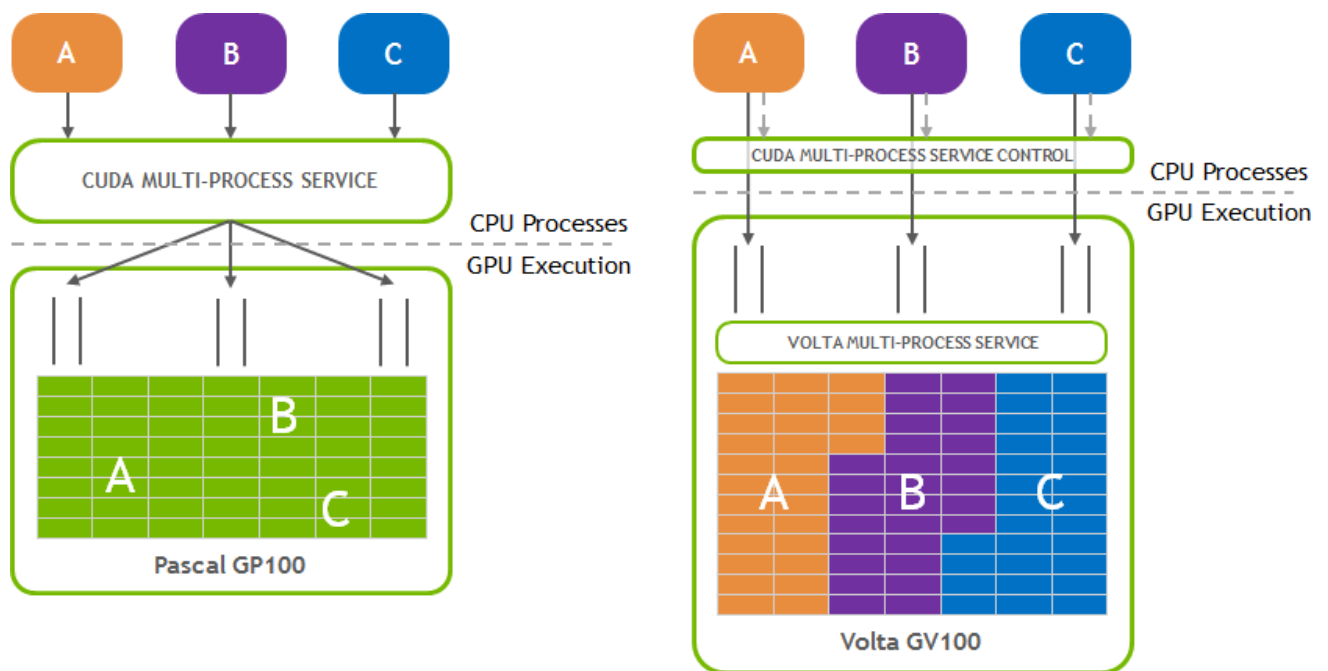 A
B
C
CUDA MULTI-PROCESS SERVICE
CPU Processes
GPU Execution
B
A
C
Pascal GP100
A
B
C
CUDA MULTI-PROCESS SERVICE CONTROL
CPU Processes
GPU Execution
VOLTA MULTI-PROCESS SERVICE
A
B
C
Volta GV100